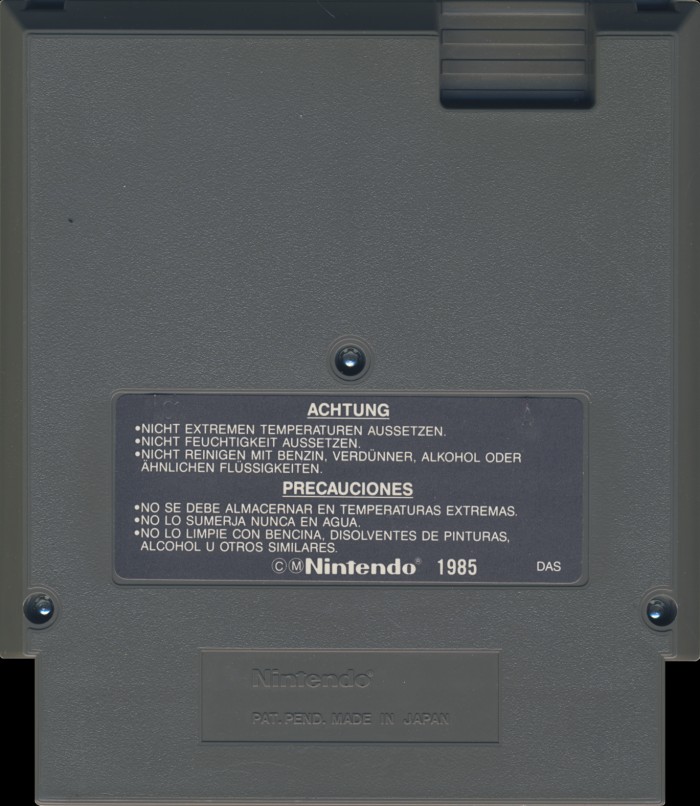 ACHTUNG
•NICHT EXTREMEN TEMPERATUREN AUSSETZEN.
•NICHT FEUCHTIGKEIT AUSSETZEN.
•NICHT REINIGEN MIT BENZIN, VERDÜNNER, ALKOHOL ODER
ÄHNLICHEN FLÜSSIGKEITEN.
PRECAUCIONES
•NO SE DEBE ALMACERNAR EN TEMPERATURAS EXTREMAS.
•NO LO SUMERJA NUNCA EN AGUA.
•NO LO LIMPIE CON BENCINA, DISOLVENTES DE PINTURAS,
ALCOHOL U OTROS SIMILARES.
©Ⓜ Nintendo® 1985 DAS
Nintendo®
PAT. PEND. MADE IN JAPAN